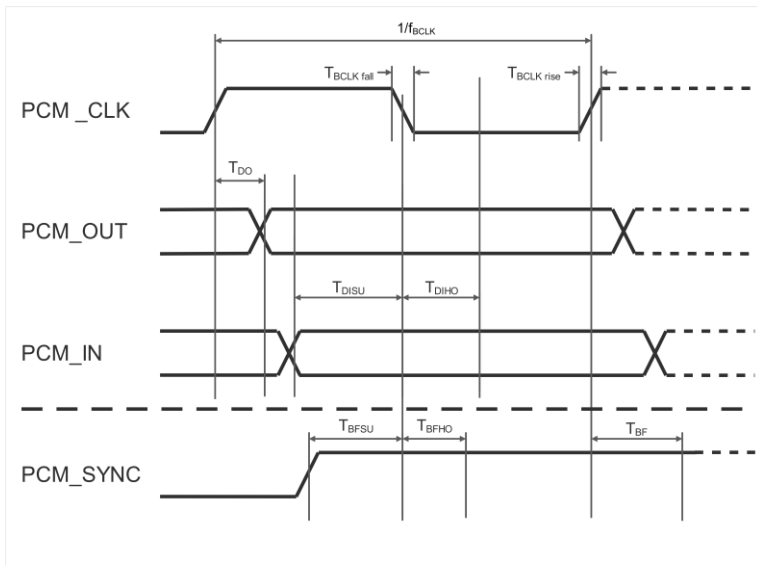 1/fBCLK
TBCLK fall
TBCLK rise
PCM _CLK
TDO
PCM_OUT
TDISU
TDIHO
PCM_IN
TBFSU
TBFHO
TBF
PCM_SYNC